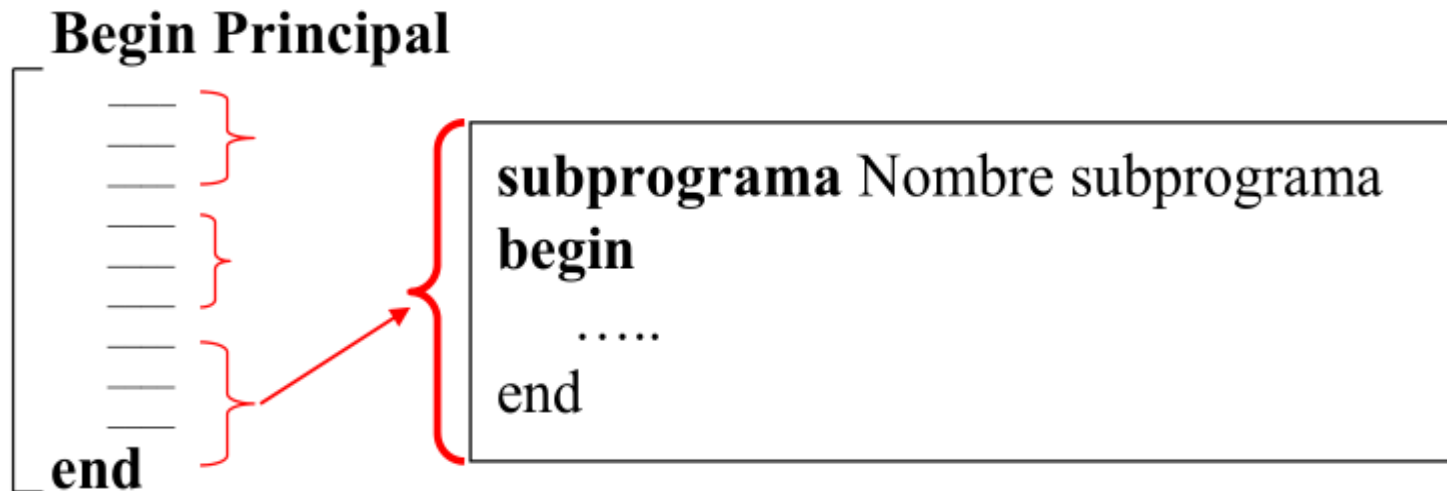 Begin Principal
subprograma Nombre subprograma
begin
…..
end
end